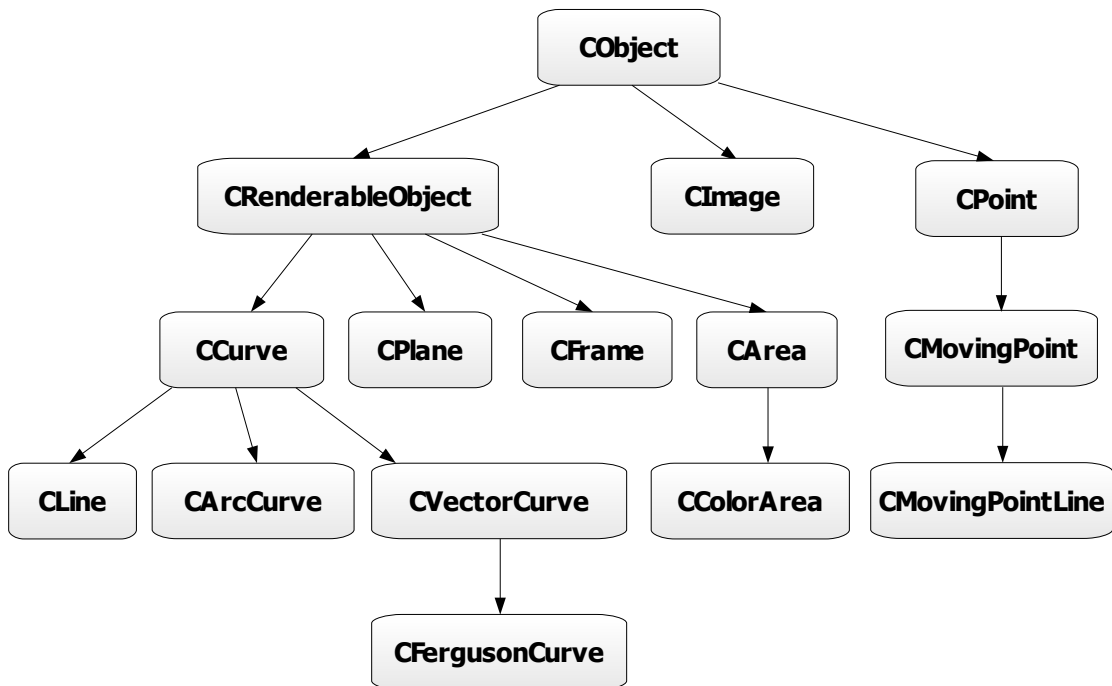 CObject
CRenderableObject
CImage
CPoint
CCurve
CPlane
CFrame
CArea
CMovingPoint
CLine
CArcCurve
CVectorCurve
CColorArea
CMovingPointLine
CFergusonCurve